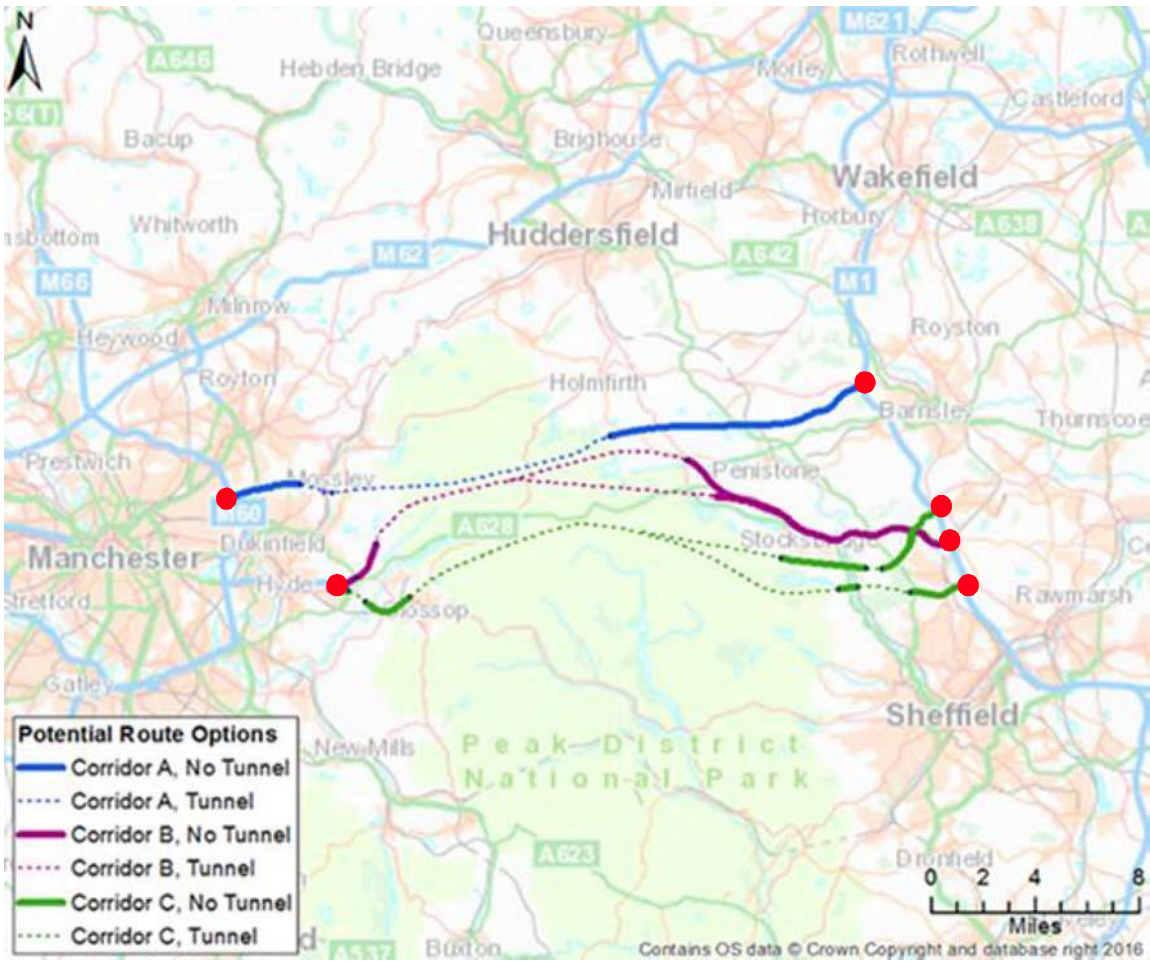 N
M621
Queensbury
Rothwell
A646
Hebden Bridge
Morley
Castleford
56(T)
Bacup
Brighouse
Wakefield
Mirfield
Whitworth
Horbury
A638
nsbottom
Huddersfield
M62
A642
M66
M1
Milnrow
Royston
Heywood
Royton
Holmfirth
Barnsley
Thurnscoe
Prestwich
Mossley
Penistone
M60
A628
Dukinfield
Stocksbridge
Manchester
Hyde
Stretford
Glossop
Rawmarsh
Gatley
Sheffield
New Mills
Peak District
National Park
Potential Route Options
Corridor A, No Tunnel
Corridor A, Tunnel
Corridor B, No Tunnel
Corridor B, Tunnel
Corridor C, No Tunnel
Corridor C, Tunnel
A623
Dronfield
0 2 4 8
Miles
A537
Buxton
Contains OS data © Crown Copyright and database right 2016